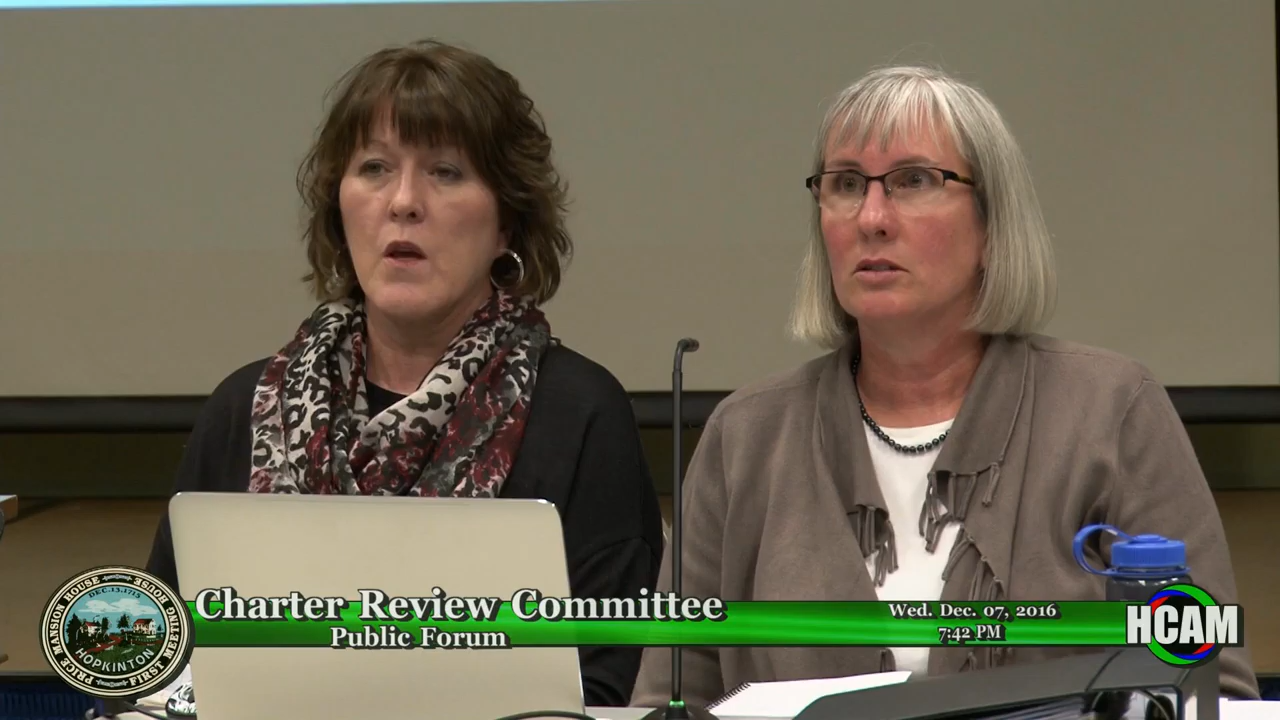 Charter Review Committee
Public Forum
Wed. Dec. 07, 2016
7:42 PM
HCAM
PRICE MANSION HOUSE
FIRST MEETING HOUSE
DEC. 13, 1715
HOPKINTON